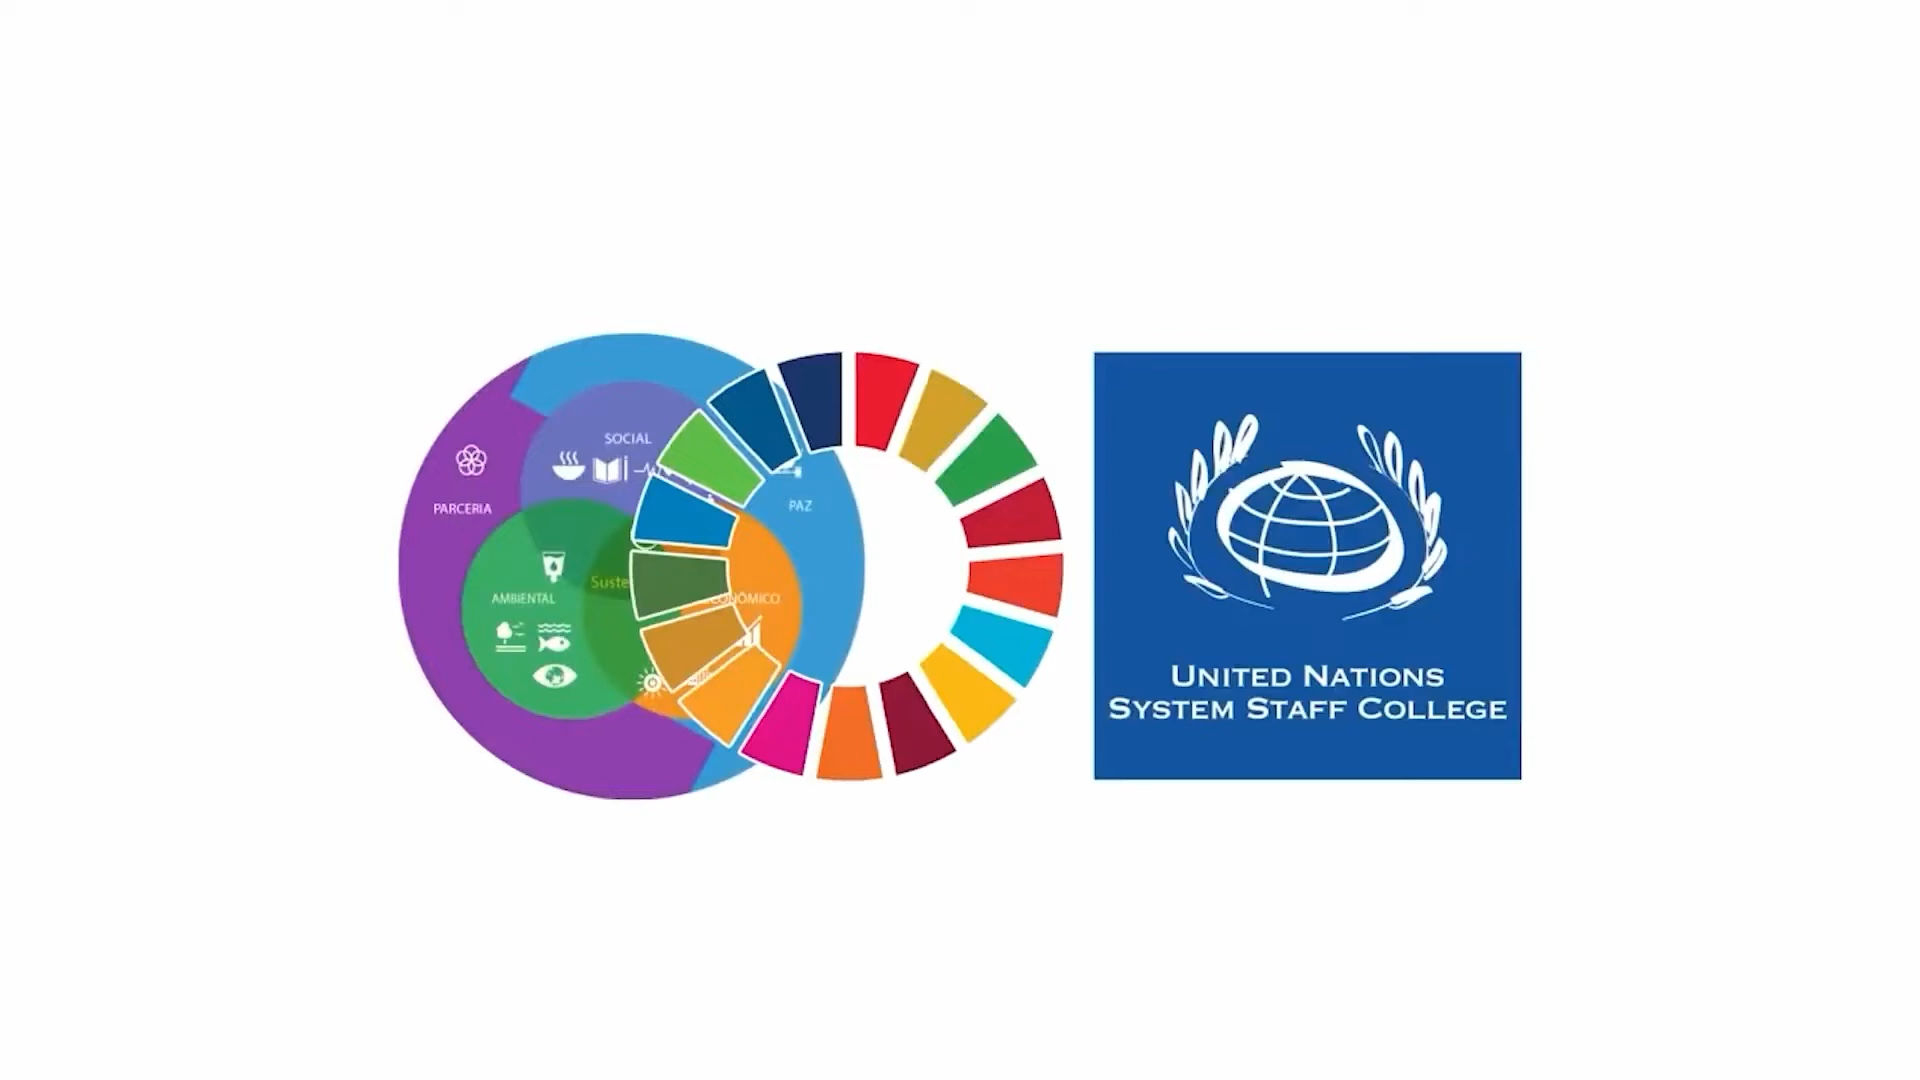 SOCIAL
PARCERIA
PAZ
AMBIENTAL
UNITED NATIONS
SYSTEM STAFF COLLEGE